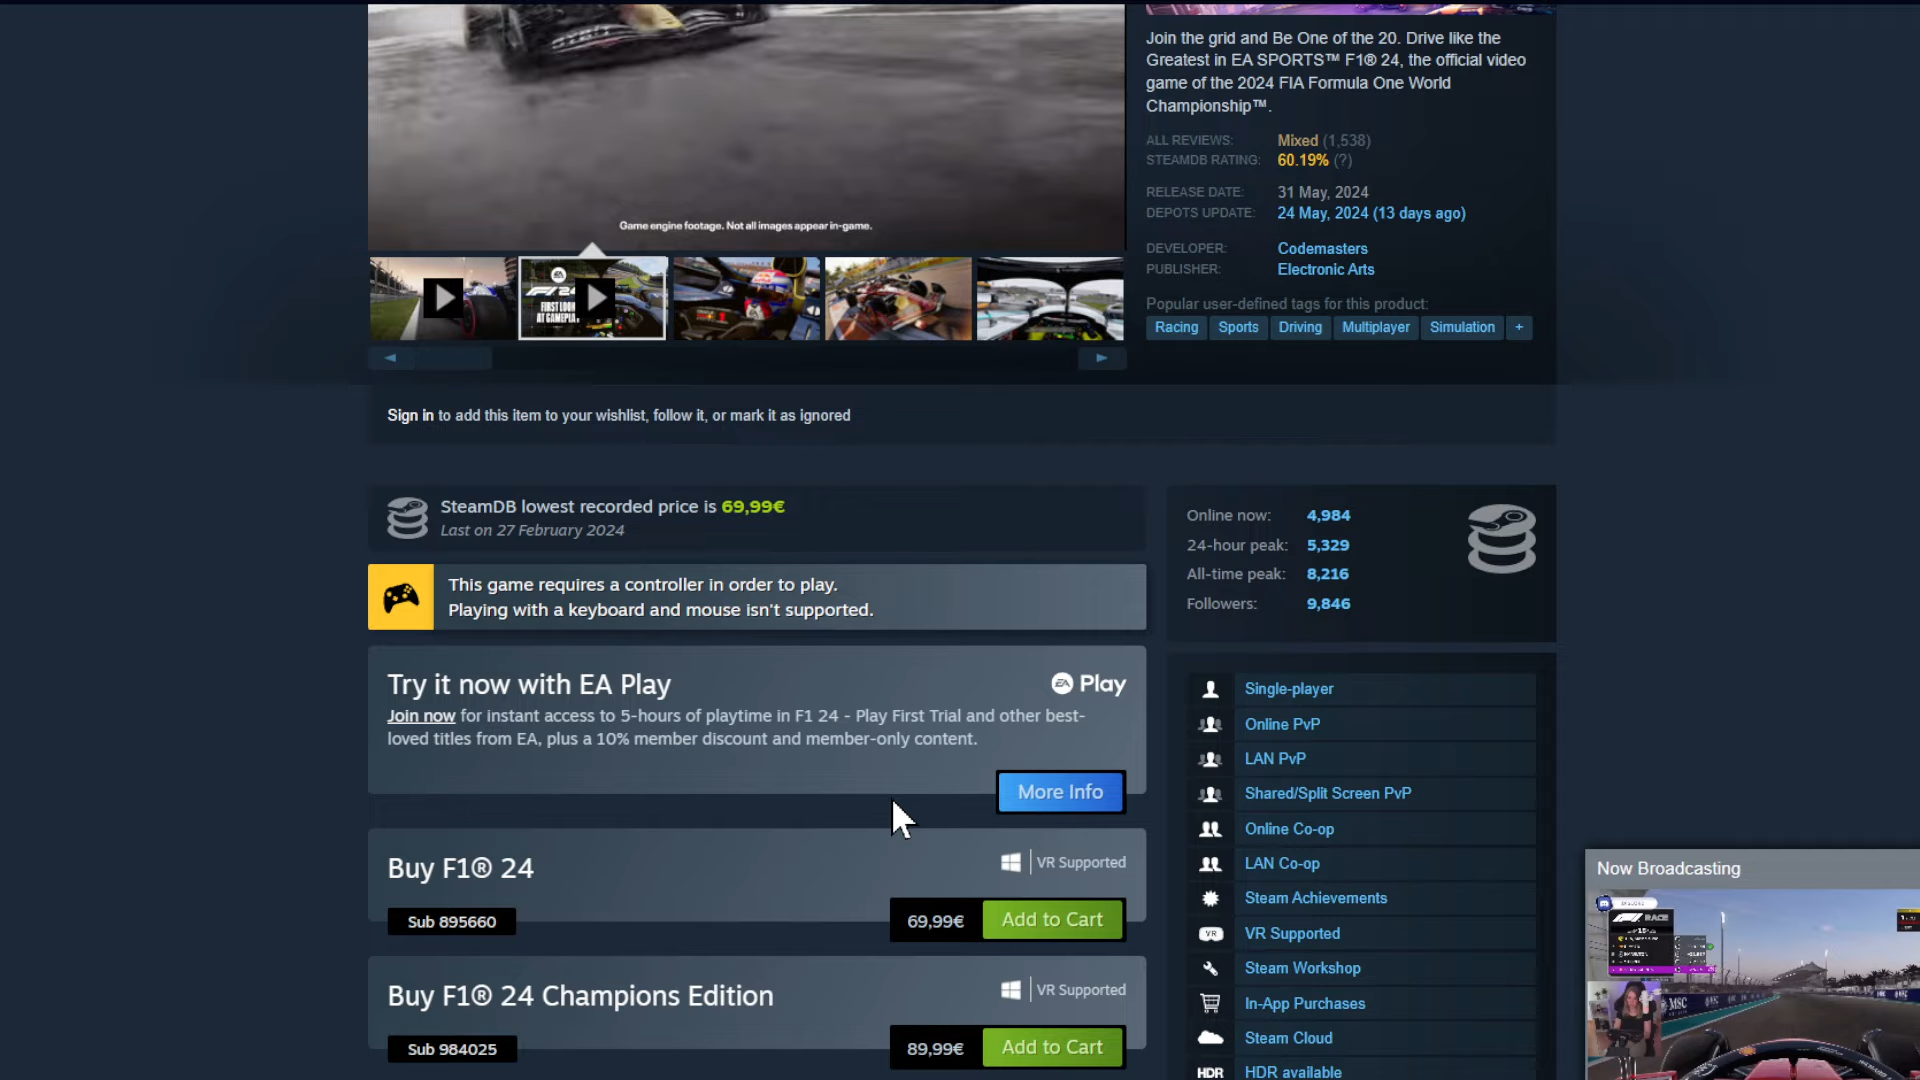 Join the grid and Be One of the 20. Drive like the
Greatest in EA SPORTS™ F1® 24, the official video
game of the 2024 FIA Formula One World
Championship™.
ALL REVIEWS: Mixed (1,538)
STEAMDB RATING: 60.19% (?)
RELEASE DATE: 31 May, 2024
DEPOTS UPDATE: 24 May, 2024 (13 days ago)
DEVELOPER: Codemasters
PUBLISHER: Electronic Arts
Popular user-defined tags for this product:
Racing Sports Driving Multiplayer Simulation +
Game engine footage. Not all images appear in-game.
FIRST LOOK
AT GAMEPLAY
Sign in to add this item to your wishlist, follow it, or mark it as ignored
SteamDB lowest recorded price is 69,99€
Last on 27 February 2024
This game requires a controller in order to play.
Playing with a keyboard and mouse isn't supported.
Try it now with EA Play
EA Play
Join now for instant access to 5-hours of playtime in F1 24 - Play First Trial and other best-
loved titles from EA, plus a 10% member discount and member-only content.
More Info
Buy F1® 24
VR Supported
Sub 895660
69,99€ Add to Cart
Buy F1® 24 Champions Edition
VR Supported
Sub 984025
89,99€ Add to Cart
Online now: 4,984
24-hour peak: 5,329
All-time peak: 8,216
Followers: 9,846
Single-player
Online PvP
LAN PvP
Shared/Split Screen PvP
Online Co-op
LAN Co-op
Steam Achievements
VR VR Supported
Steam Workshop
In-App Purchases
Steam Cloud
HDR HDR available
Now Broadcasting
RACE
MSC